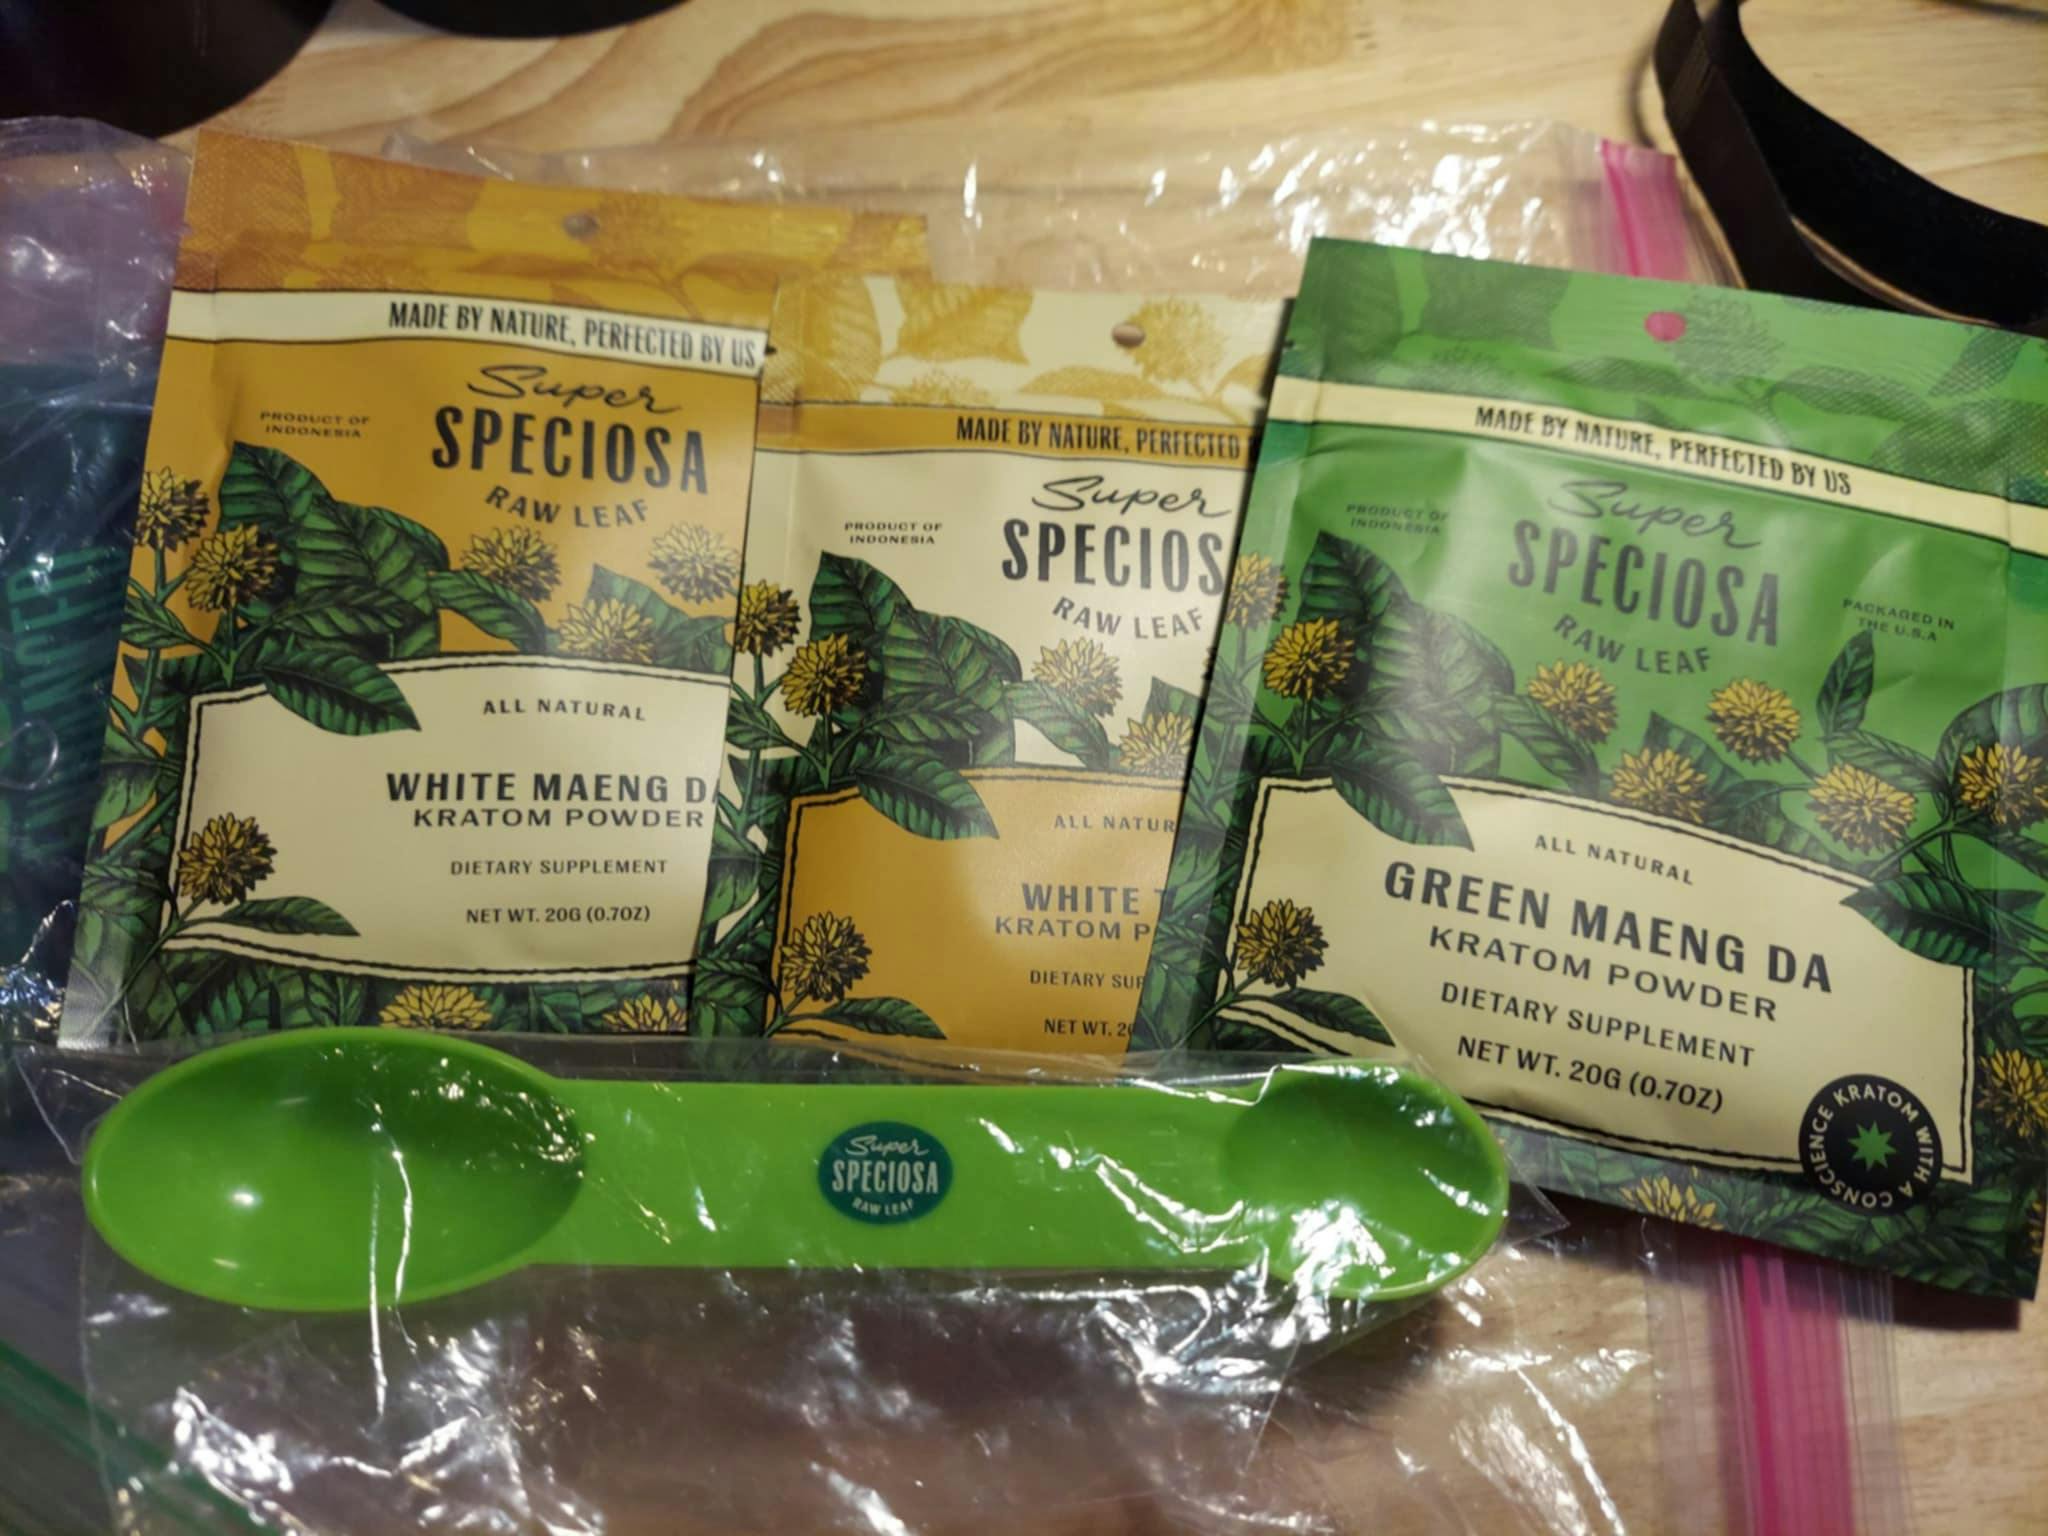 MADE BY NATURE, PERFECTED BY US
PRODUCT OF
INDONESIA
Super
SPECIOSA
RAW LEAF
ALL NATURAL
WHITE MAENG
KRATOM POWDER
DIETARY SUPPLEMENT
NET WT. 20G (0.7OZ)
MADE BY NATURE, PERFECTED
PRODUCT OF
INDONESIA
Super
SPECIOS
RAW LEAF
ALL NATUR
WHITE
KRATOM P
DIETARY SUP
NET WT. 20
MADE BY NATURE, PERFECTED BY US
PRODUCT OF
INDONESIA
Super
SPECIOSA
RAW LEAF
PACKAGED IN
THE U.S.A
ALL NATURAL
GREEN MAENG DA
KRATOM POWDER
DIETARY SUPPLEMENT
NET WT. 20G (0.7OZ)
KRATOM WITH A CONSCIENCE
Super
SPECIOSA
RAW LEAF